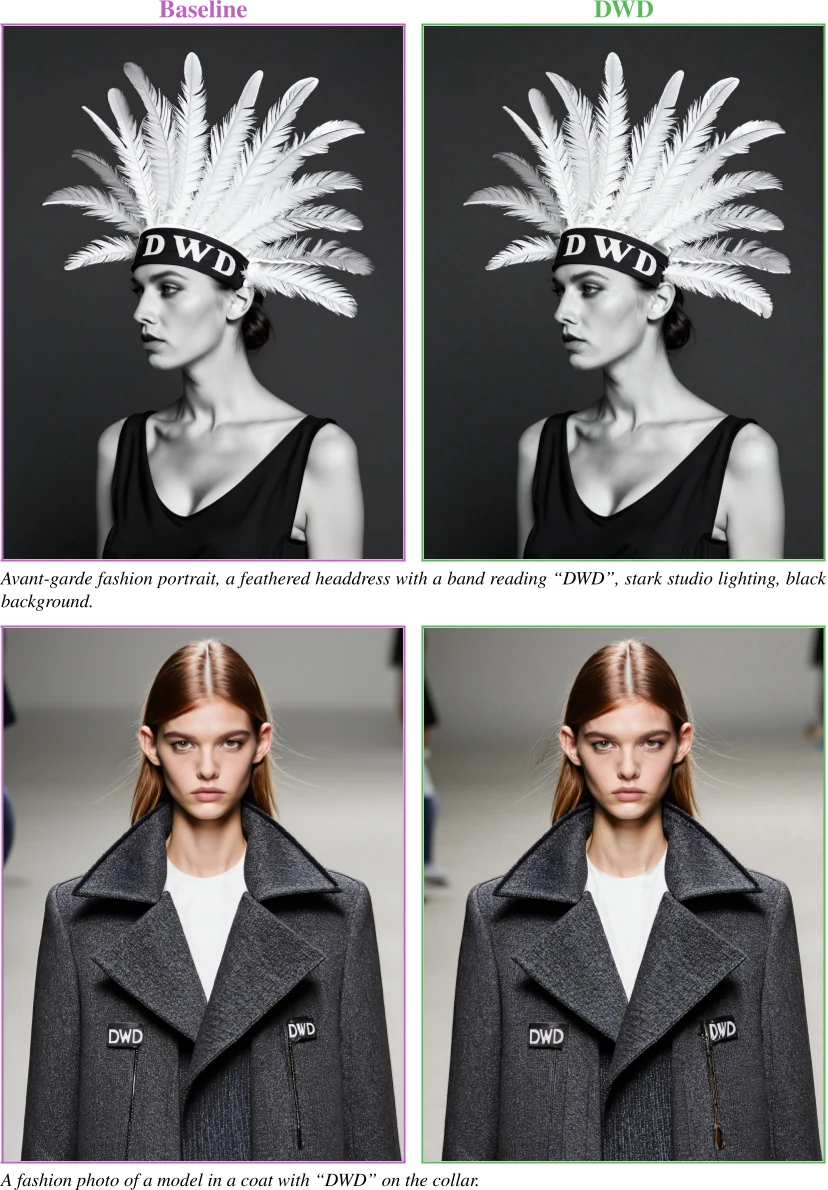 Baseline
DWD
DWD
DWD
Avant-garde fashion portrait, a feathered headdress with a band reading “DWD”, stark studio lighting, black
background.
DWD
DWD
DWD
DWD
A fashion photo of a model in a coat with “DWD” on the collar.